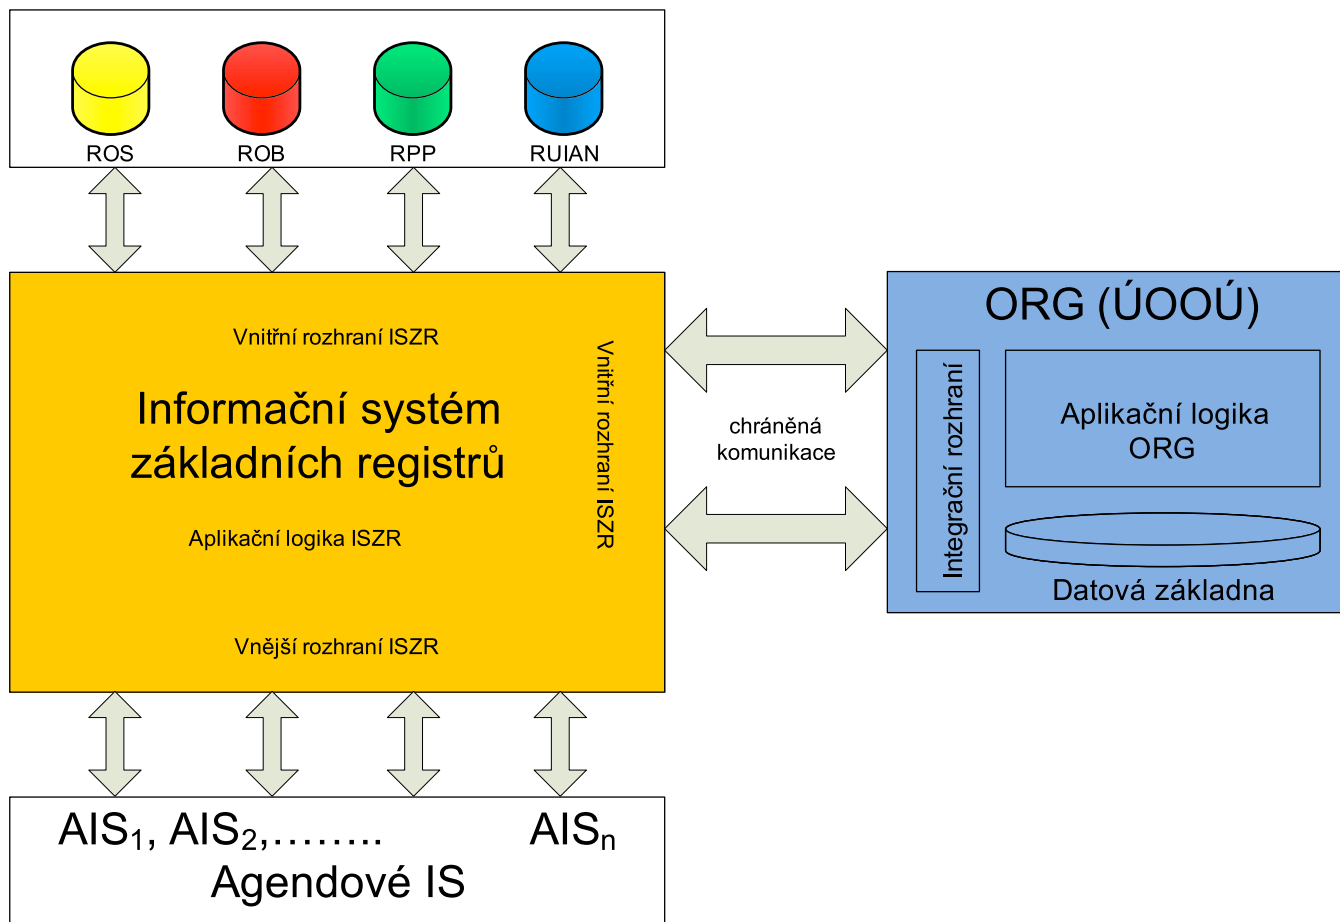 ROS ROB RPP RUIAN
Vnitřní rozhraní ISZR
Informační systém
základních registrů
Aplikační logika ISZR
Vnější rozhraní ISZR
Vnitřní rozhraní ISZR
chráněná
komunikace
ORG (ÚOOÚ)
Integrační rozhraní
Aplikační logika
ORG
Datová základna
AIS₁, AIS₂,…….. AISₙ
Agendové IS